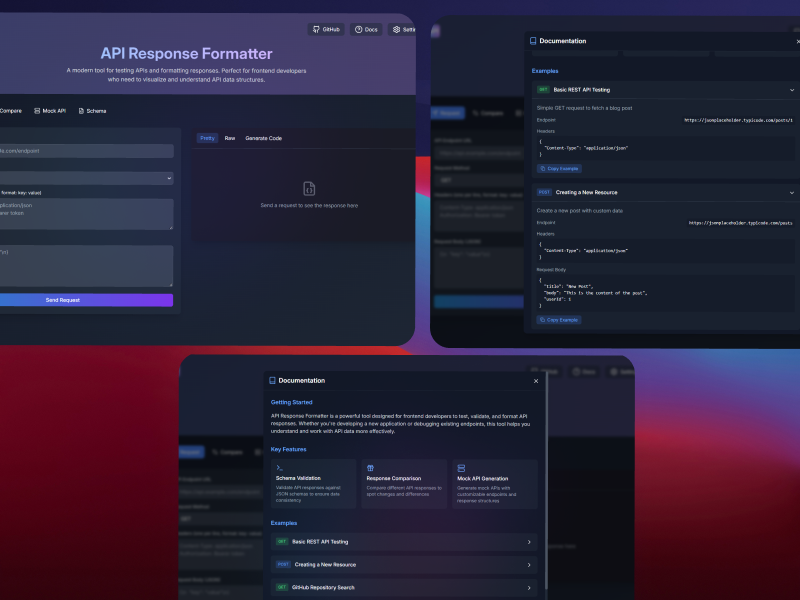 GitHub
Docs
API Response Formatter
A modern tool for testing APIs and formatting responses. Perfect for frontend developers
who need to visualize and understand API data structures.
Compare
Mock API
Schema
Pretty
Raw
Generate Code
format: key: value)
Send a request to see the response here
Send Request
Documentation
Examples
GET Basic REST API Testing
Simple GET request to fetch a blog post
Endpoint
https://jsonplaceholder.typicode.com/posts/1
Headers
{
"Content-Type": "application/json"
}
Copy Example
POST Creating a New Resource
Create a new post with custom data
Endpoint
https://jsonplaceholder.typicode.com/posts
Headers
{
"Content-Type": "application/json"
}
Request Body
{
"title": "New Post",
"body": "This is the content of the post",
"userId": 1
}
Copy Example
Documentation
Getting Started
API Response Formatter is a powerful tool designed for frontend developers to test, validate, and format API
responses. Whether you're developing a new application or debugging existing endpoints, this tool helps you
understand and work with API data more effectively.
Key Features
Schema Validation
Validate API responses against
JSON schemas to ensure data
consistency
Response Comparison
Compare different API responses to
spot changes and differences
Mock API Generation
Generate mock APIs with
customizable endpoints and
response structures
Examples
GET Basic REST API Testing
POST Creating a New Resource
GET GitHub Repository Search